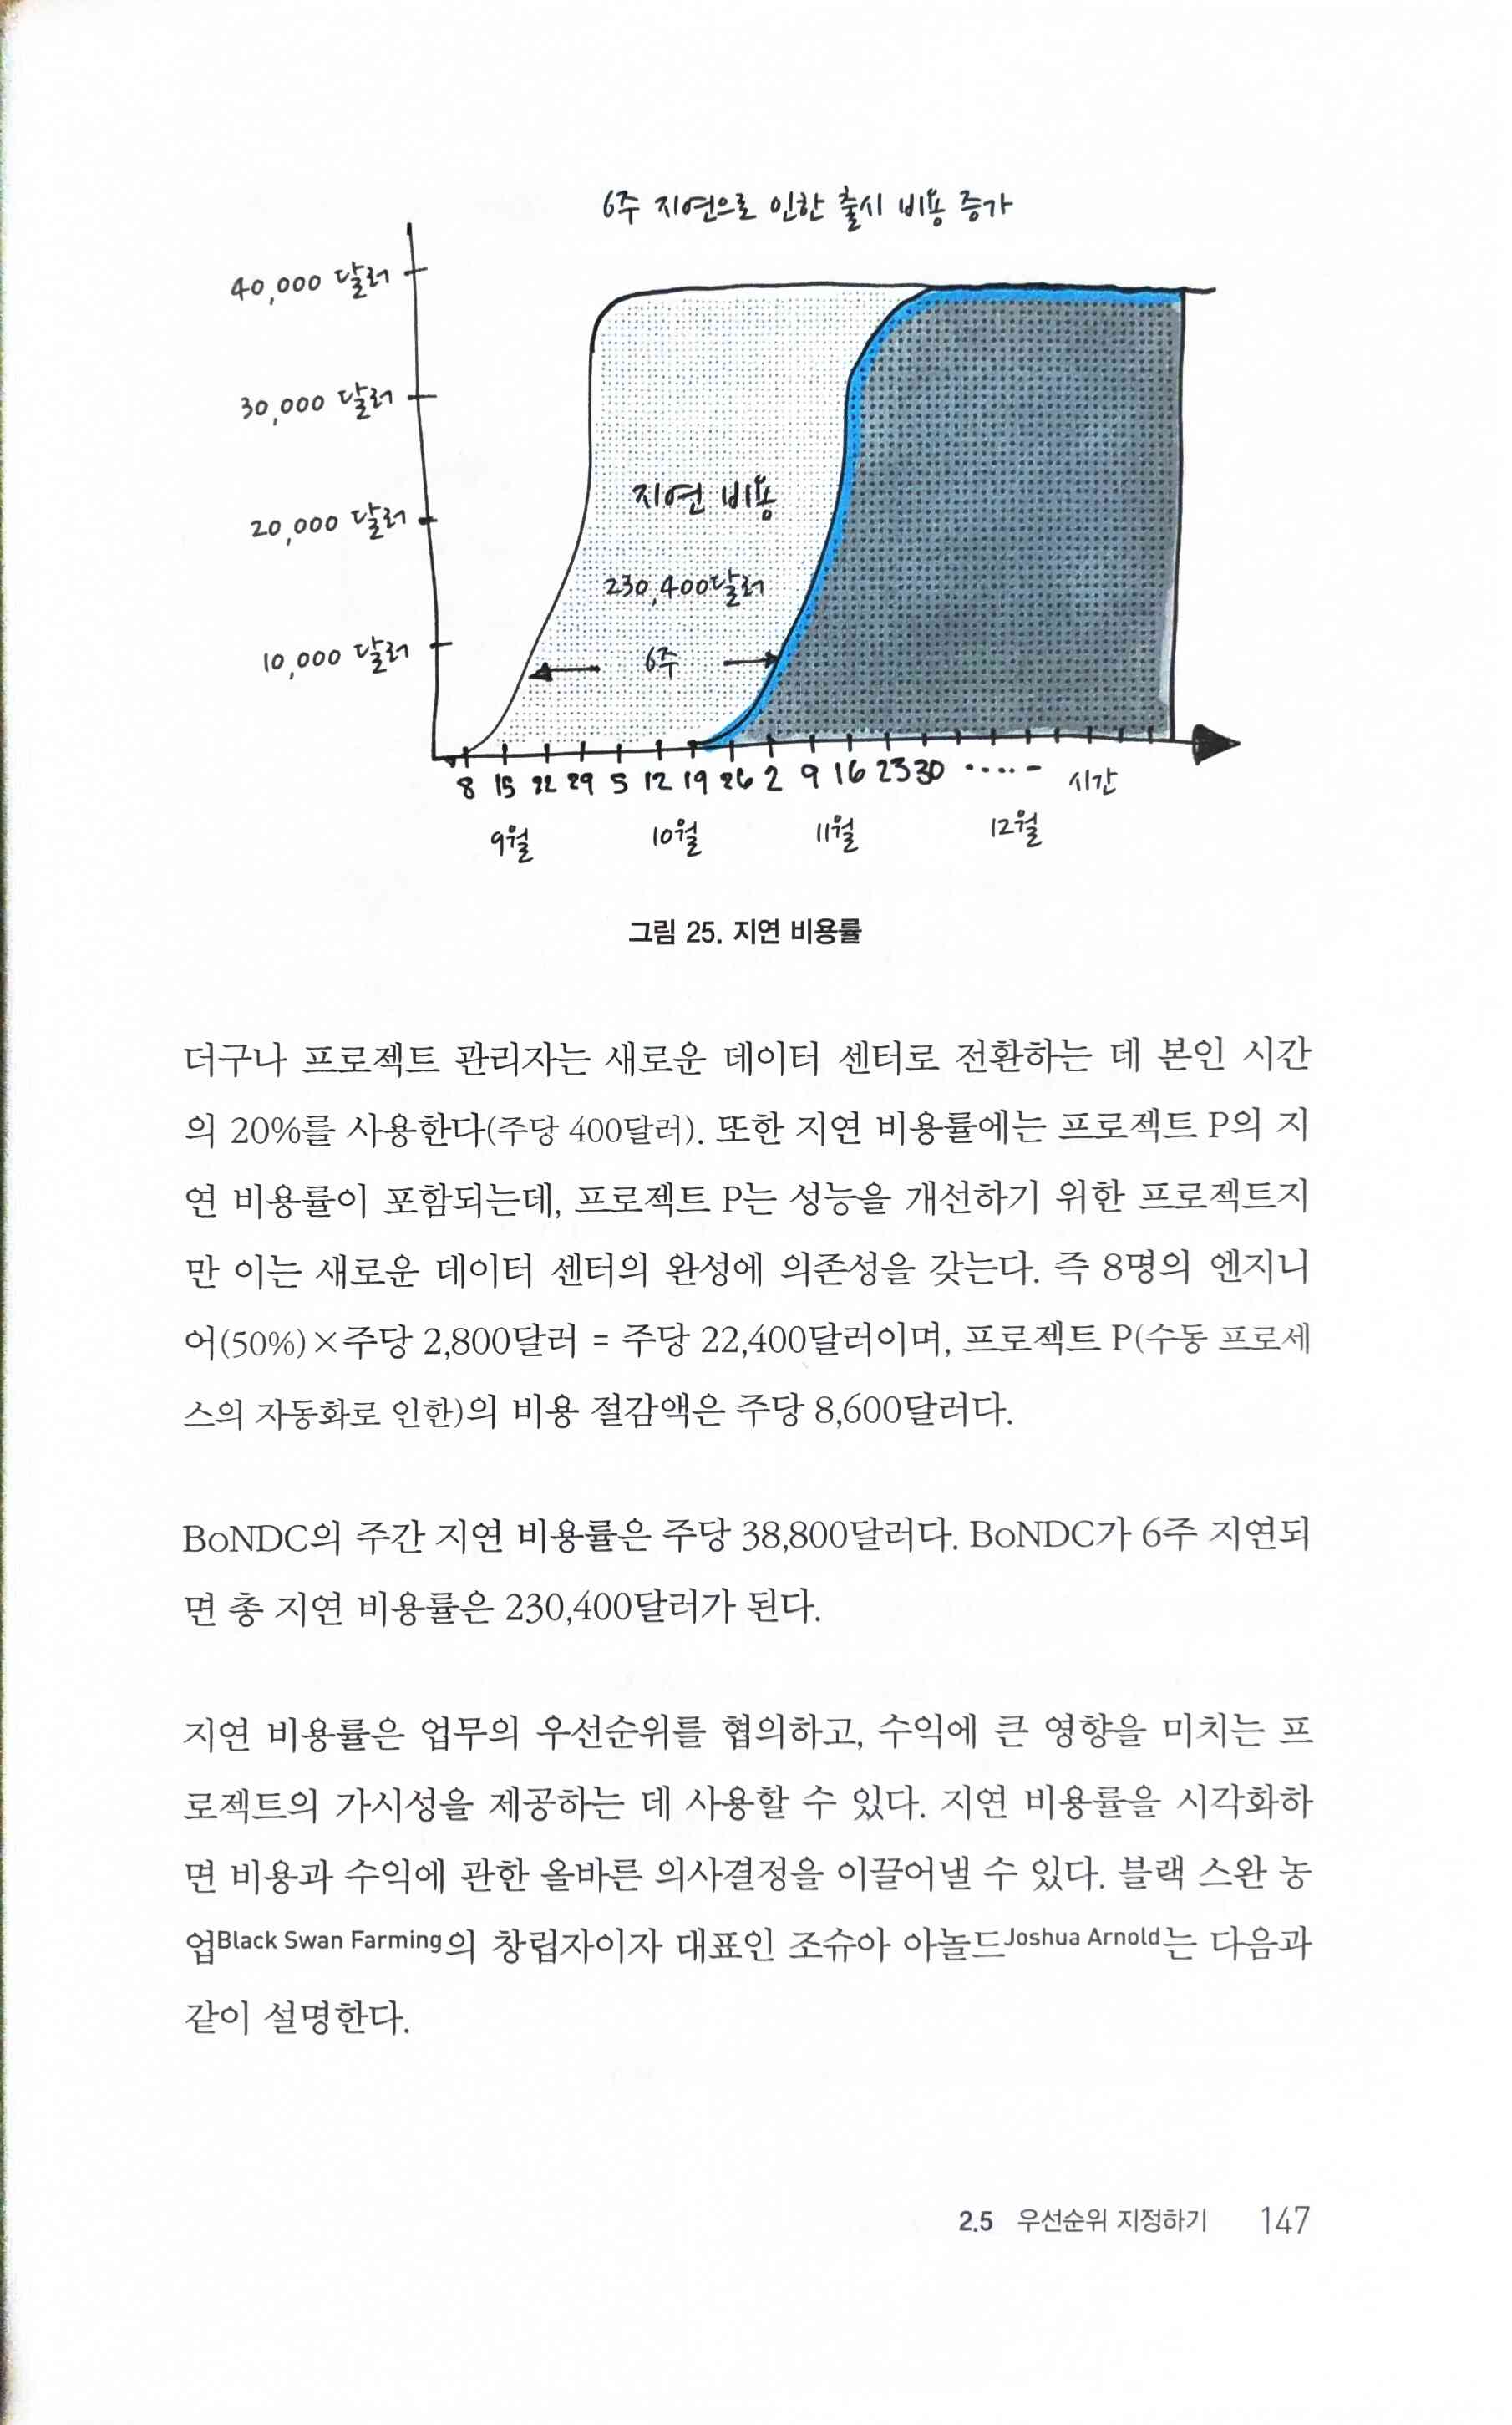 6주 지연으로 인한 출시 비용 증가
40,000 달러
30,000 달러
20,000 달러
10,000 달러
지연 비용
230,400달러
6주
8 15 22 29 5 12 19 26 2 9 16 23 30 ..... - 시간
9월 10월 11월 12월
그림 25. 지연 비용률
더구나 프로젝트 관리자는 새로운 데이터 센터로 전환하는 데 본인 시간
의 20%를 사용한다(주당 400달러). 또한 지연 비용률에는 프로젝트 P의 지
연 비용률이 포함되는데, 프로젝트 P는 성능을 개선하기 위한 프로젝트지
만 이는 새로운 데이터 센터의 완성에 의존성을 갖는다. 즉 8명의 엔지니
어(50%)×주당 2,800달러 = 주당 22,400달러이며, 프로젝트 P(수동 프로세
스의 자동화로 인한)의 비용 절감액은 주당 8,600달러다.
BoNDC의 주간 지연 비용률은 주당 38,800달러다. BoNDC가 6주 지연되
면 총 지연 비용률은 230,400달러가 된다.
지연 비용률은 업무의 우선순위를 협의하고, 수익에 큰 영향을 미치는 프
로젝트의 가시성을 제공하는 데 사용할 수 있다. 지연 비용률을 시각화하
면 비용과 수익에 관한 올바른 의사결정을 이끌어낼 수 있다. 블랙 스완 농
업Black Swan Farming의 창립자이자 대표인 조슈아 아놀드Joshua Arnold는 다음과
같이 설명한다.
2.5 우선순위 지정하기 147